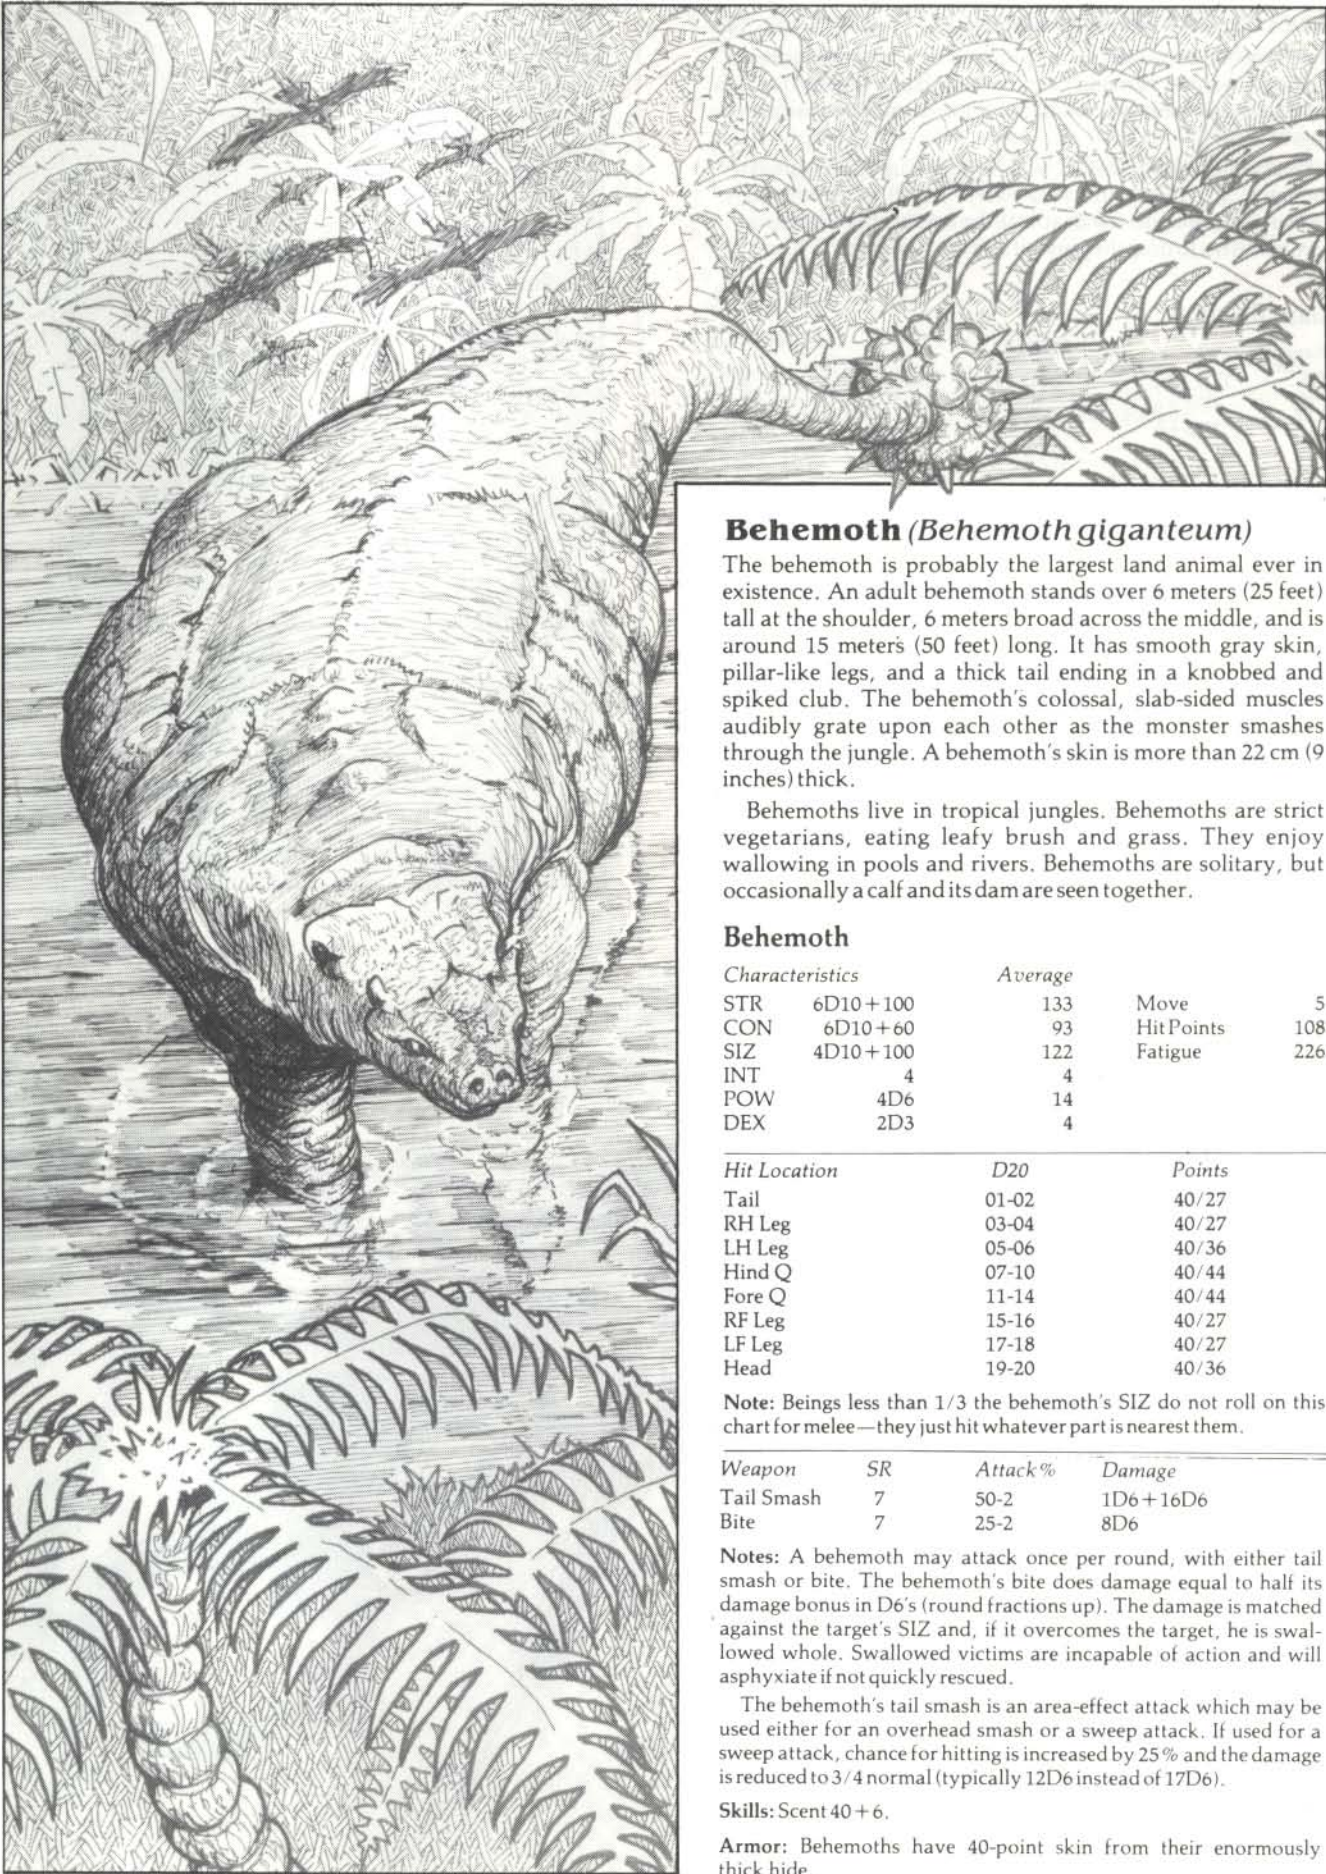 Behemoth (Behemoth giganteum)
The behemoth is probably the largest land animal ever in
existence. An adult behemoth stands over 6 meters (25 feet)
tall at the shoulder, 6 meters broad across the middle, and is
around 15 meters (50 feet) long. It has smooth gray skin,
pillar-like legs, and a thick tail ending in a knobbed and
spiked club. The behemoth's colossal, slab-sided muscles
audibly grate upon each other as the monster smashes
through the jungle. A behemoth's skin is more than 22 cm (9
inches) thick.
Behemoths live in tropical jungles. Behemoths are strict
vegetarians, eating leafy brush and grass. They enjoy
wallowing in pools and rivers. Behemoths are solitary, but
occasionally a calf and its dam are seen together.
Behemoth
Characteristics Average
STR 6D10+100 133 Move 5
CON 6D10+60 93 Hit Points 108
SIZ 4D10+100 122 Fatigue 226
INT 4 4
POW 4D6 14
DEX 2D3 4
Hit Location D20 Points
Tail 01-02 40/27
RH Leg 03-04 40/27
LH Leg 05-06 40/36
Hind Q 07-10 40/44
Fore Q 11-14 40/44
RF Leg 15-16 40/27
LF Leg 17-18 40/27
Head 19-20 40/36
Note: Beings less than 1/3 the behemoth's SIZ do not roll on this
chart for melee—they just hit whatever part is nearest them.
Weapon SR Attack% Damage
Tail Smash 7 50-2 1D6+16D6
Bite 7 25-2 8D6
Notes: A behemoth may attack once per round, with either tail
smash or bite. The behemoth's bite does damage equal to half its
damage bonus in D6's (round fractions up). The damage is matched
against the target's SIZ and, if it overcomes the target, he is swal-
lowed whole. Swallowed victims are incapable of action and will
asphyxiate if not quickly rescued.
The behemoth's tail smash is an area-effect attack which may be
used either for an overhead smash or a sweep attack. If used for a
sweep attack, chance for hitting is increased by 25% and the damage
is reduced to 3/4 normal (typically 12D6 instead of 17D6).
Skills: Scent 40+6.
Armor: Behemoths have 40-point skin from their enormously
thick hide